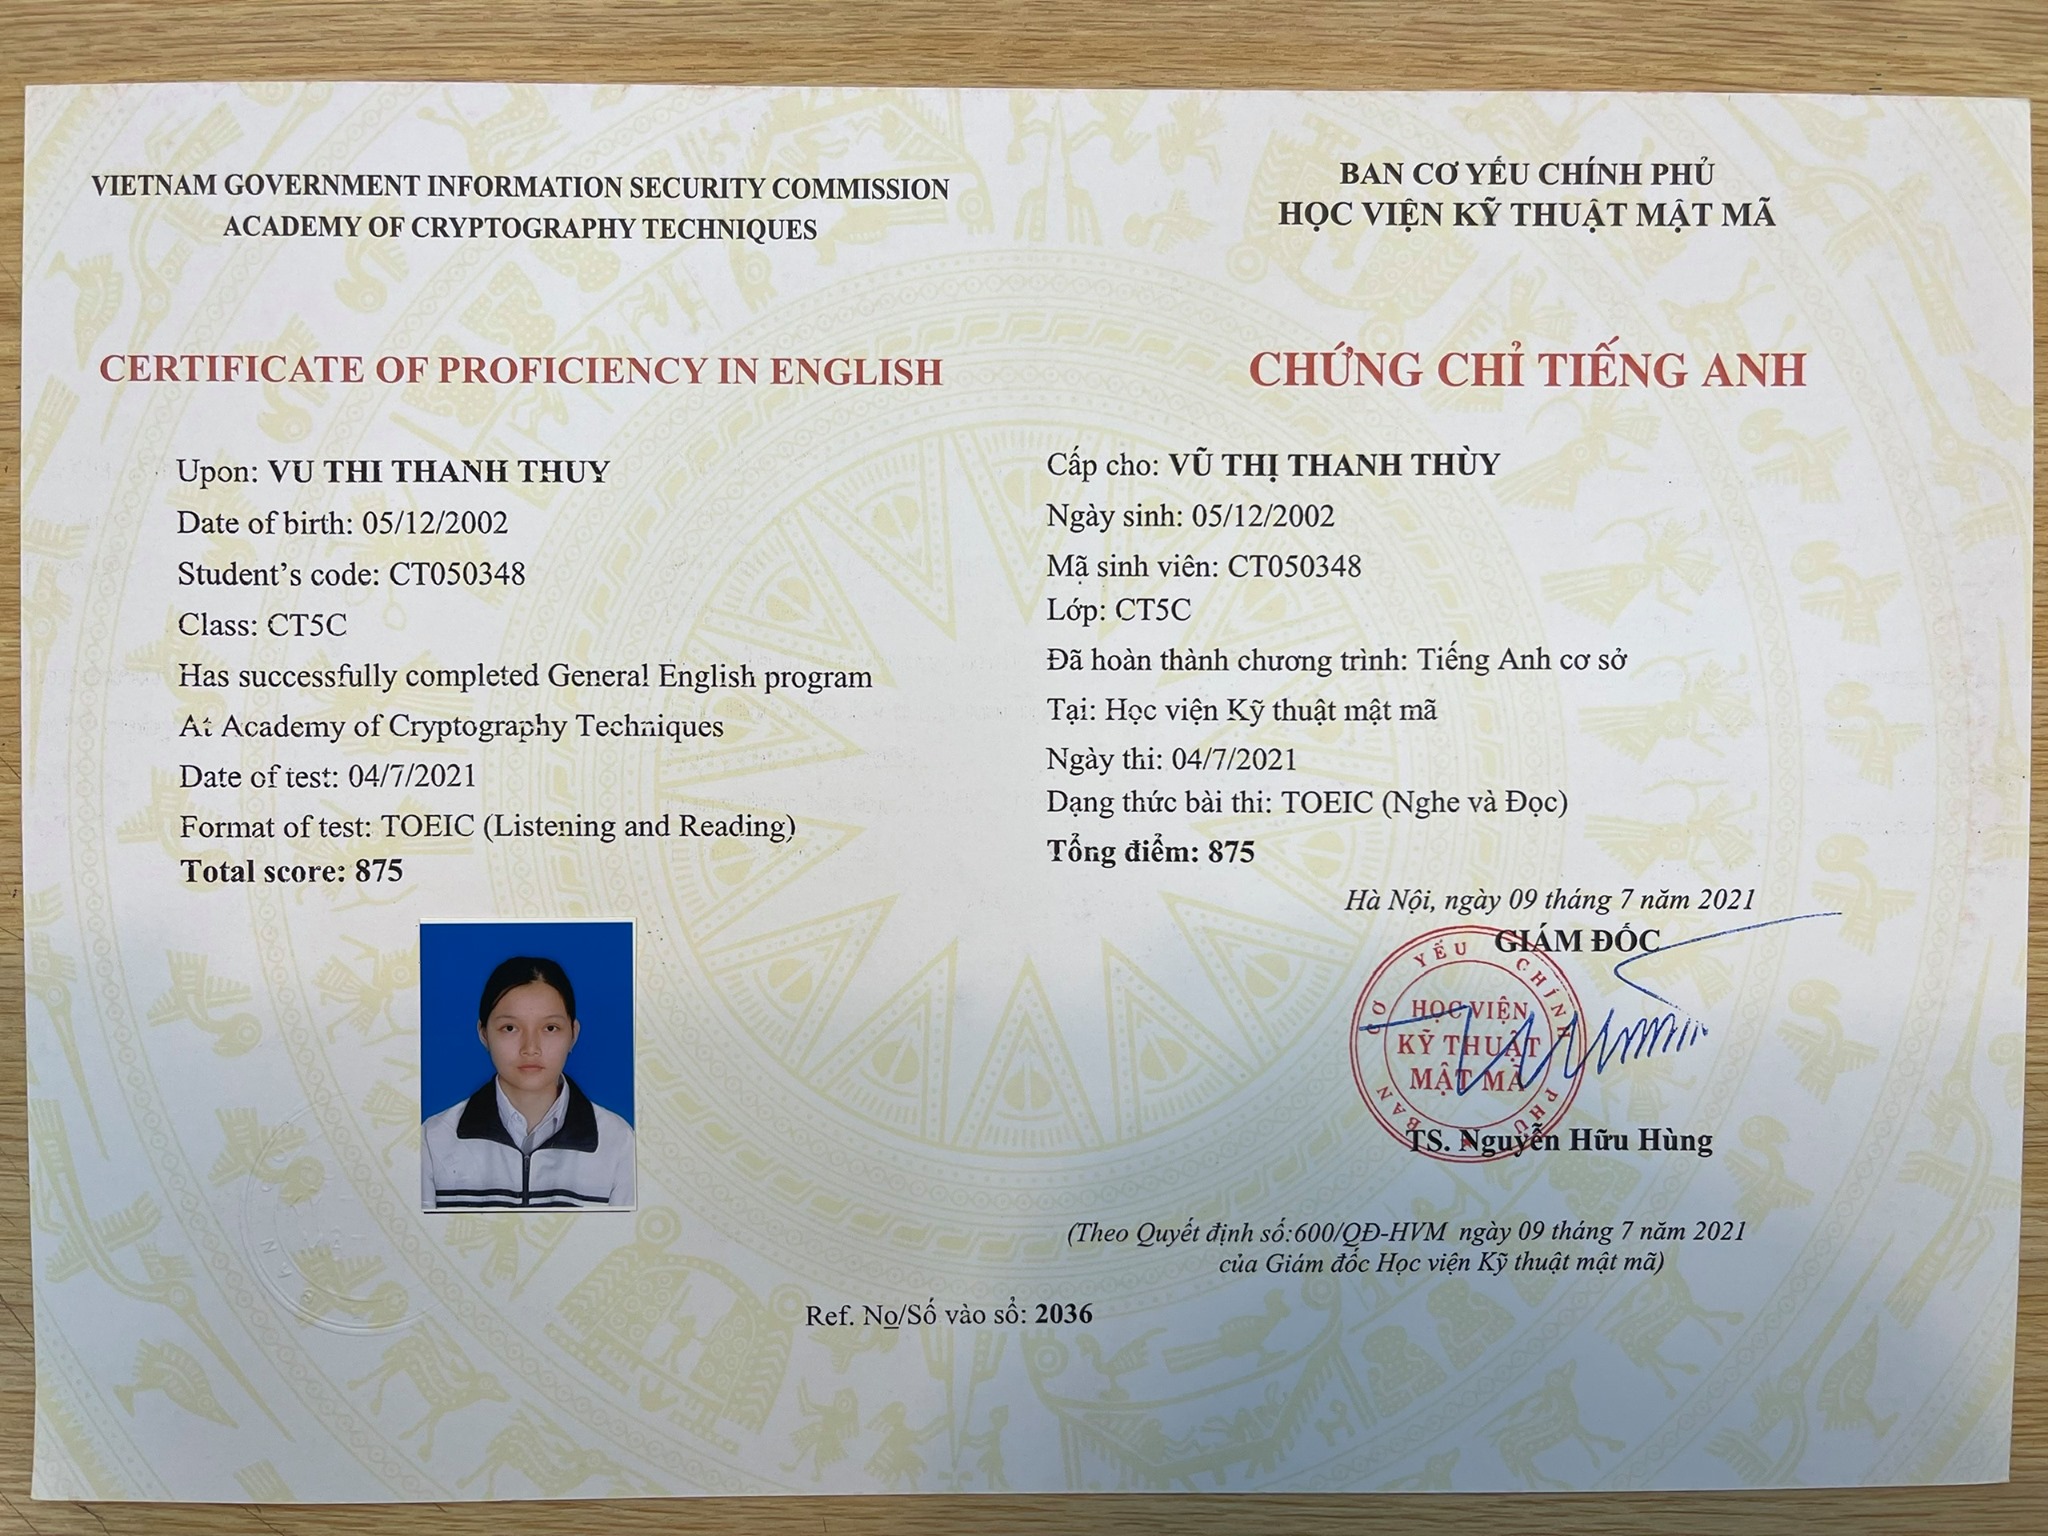 VIETNAM GOVERNMENT INFORMATION SECURITY COMMISSION
ACADEMY OF CRYPTOGRAPHY TECHNIQUES
CERTIFICATE OF PROFICIENCY IN ENGLISH
Upon: VU THI THANH THUY
Date of birth: 05/12/2002
Student's code: CT050348
Class: CT5C
Has successfully completed General English program
At Academy of Cryptography Techniques
Date of test: 04/7/2021
Format of test: TOEIC (Listening and Reading)
Total score: 875
BAN CƠ YẾU CHÍNH PHỦ
HỌC VIỆN KỸ THUẬT MẬT MÃ
CHỨNG CHỈ TIẾNG ANH
Cấp cho: VŨ THỊ THANH THÙY
Ngày sinh: 05/12/2002
Mã sinh viên: CT050348
Lớp: CT5C
Đã hoàn thành chương trình: Tiếng Anh cơ sở
Tại: Học viện Kỹ thuật mật mã
Ngày thi: 04/7/2021
Dạng thức bài thi: TOEIC (Nghe và Đọc)
Tổng điểm: 875
Hà Nội, ngày 09 tháng 7 năm 2021
GIÁM ĐỐC
BAN CƠ YẾU CHÍNH PHỦ
HỌC VIỆN
KỸ THUẬT
MẬT MÃ
TS. Nguyễn Hữu Hùng
(Theo Quyết định số:600/QĐ-HVM ngày 09 tháng 7 năm 2021
của Giám đốc Học viện Kỹ thuật mật mã)
Ref. No/Số vào sổ: 2036